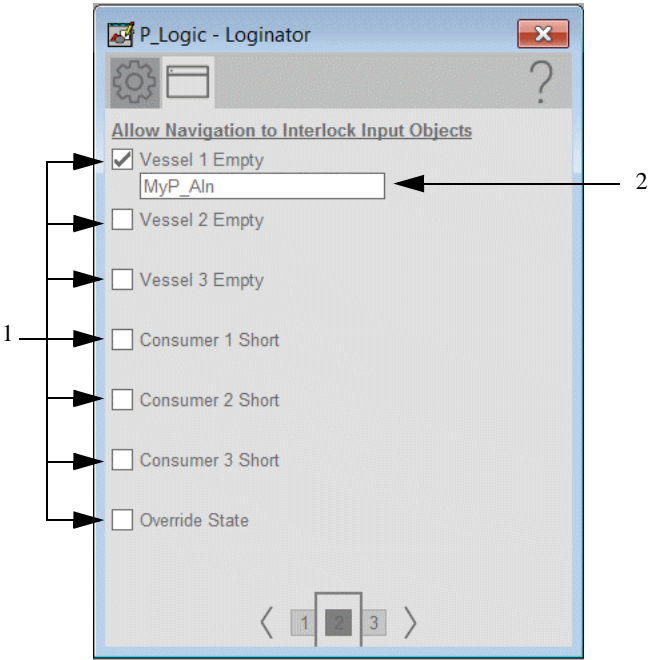 P_Logic - Loginator
?
Allow Navigation to Interlock Input Objects
Vessel 1 Empty
MyP_AIn
2
Vessel 2 Empty
Vessel 3 Empty
1
Consumer 1 Short
Consumer 2 Short
Consumer 3 Short
Override State
1 2 3